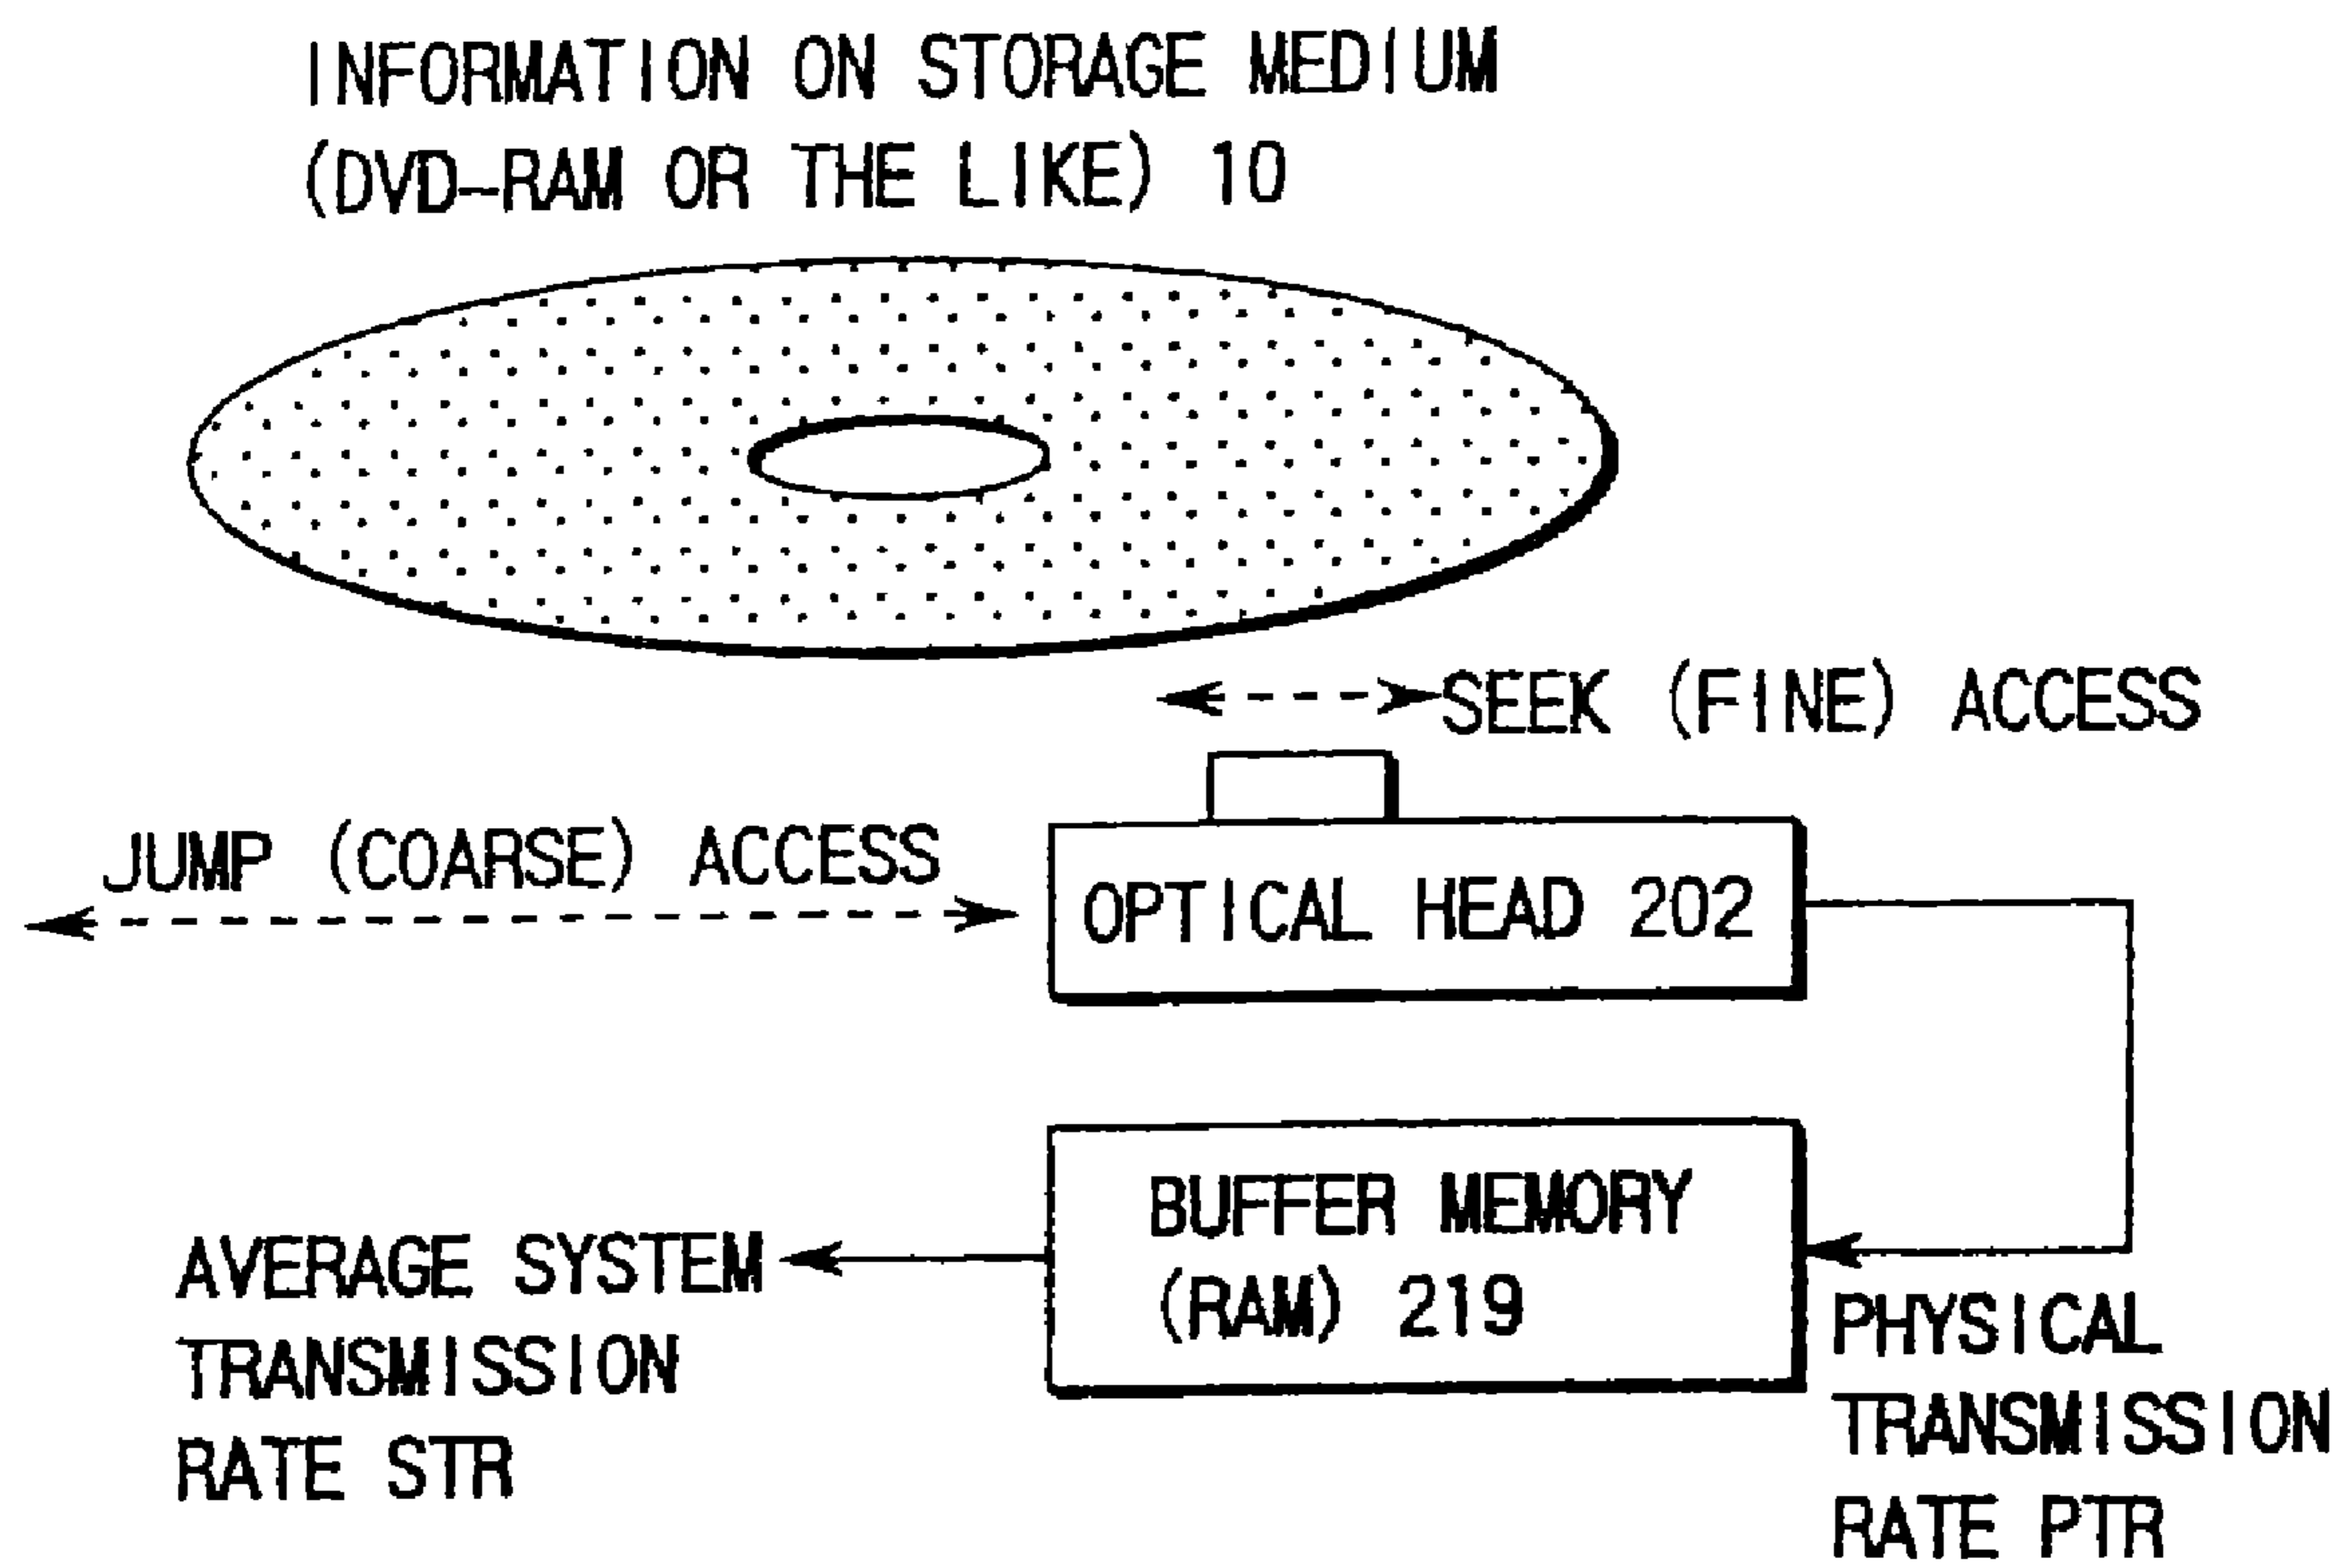 INFORMATION ON STORAGE MEDIUM
(DVD-RAM OR THE LIKE) 10
SEEK (FINE) ACCESS
JUMP (COARSE) ACCESS
OPTICAL HEAD 202
BUFFER MEMORY
(RAM) 219
AVERAGE SYSTEM
TRANSMISSION
RATE STR
PHYSICAL
TRANSMISSION
RATE PTR